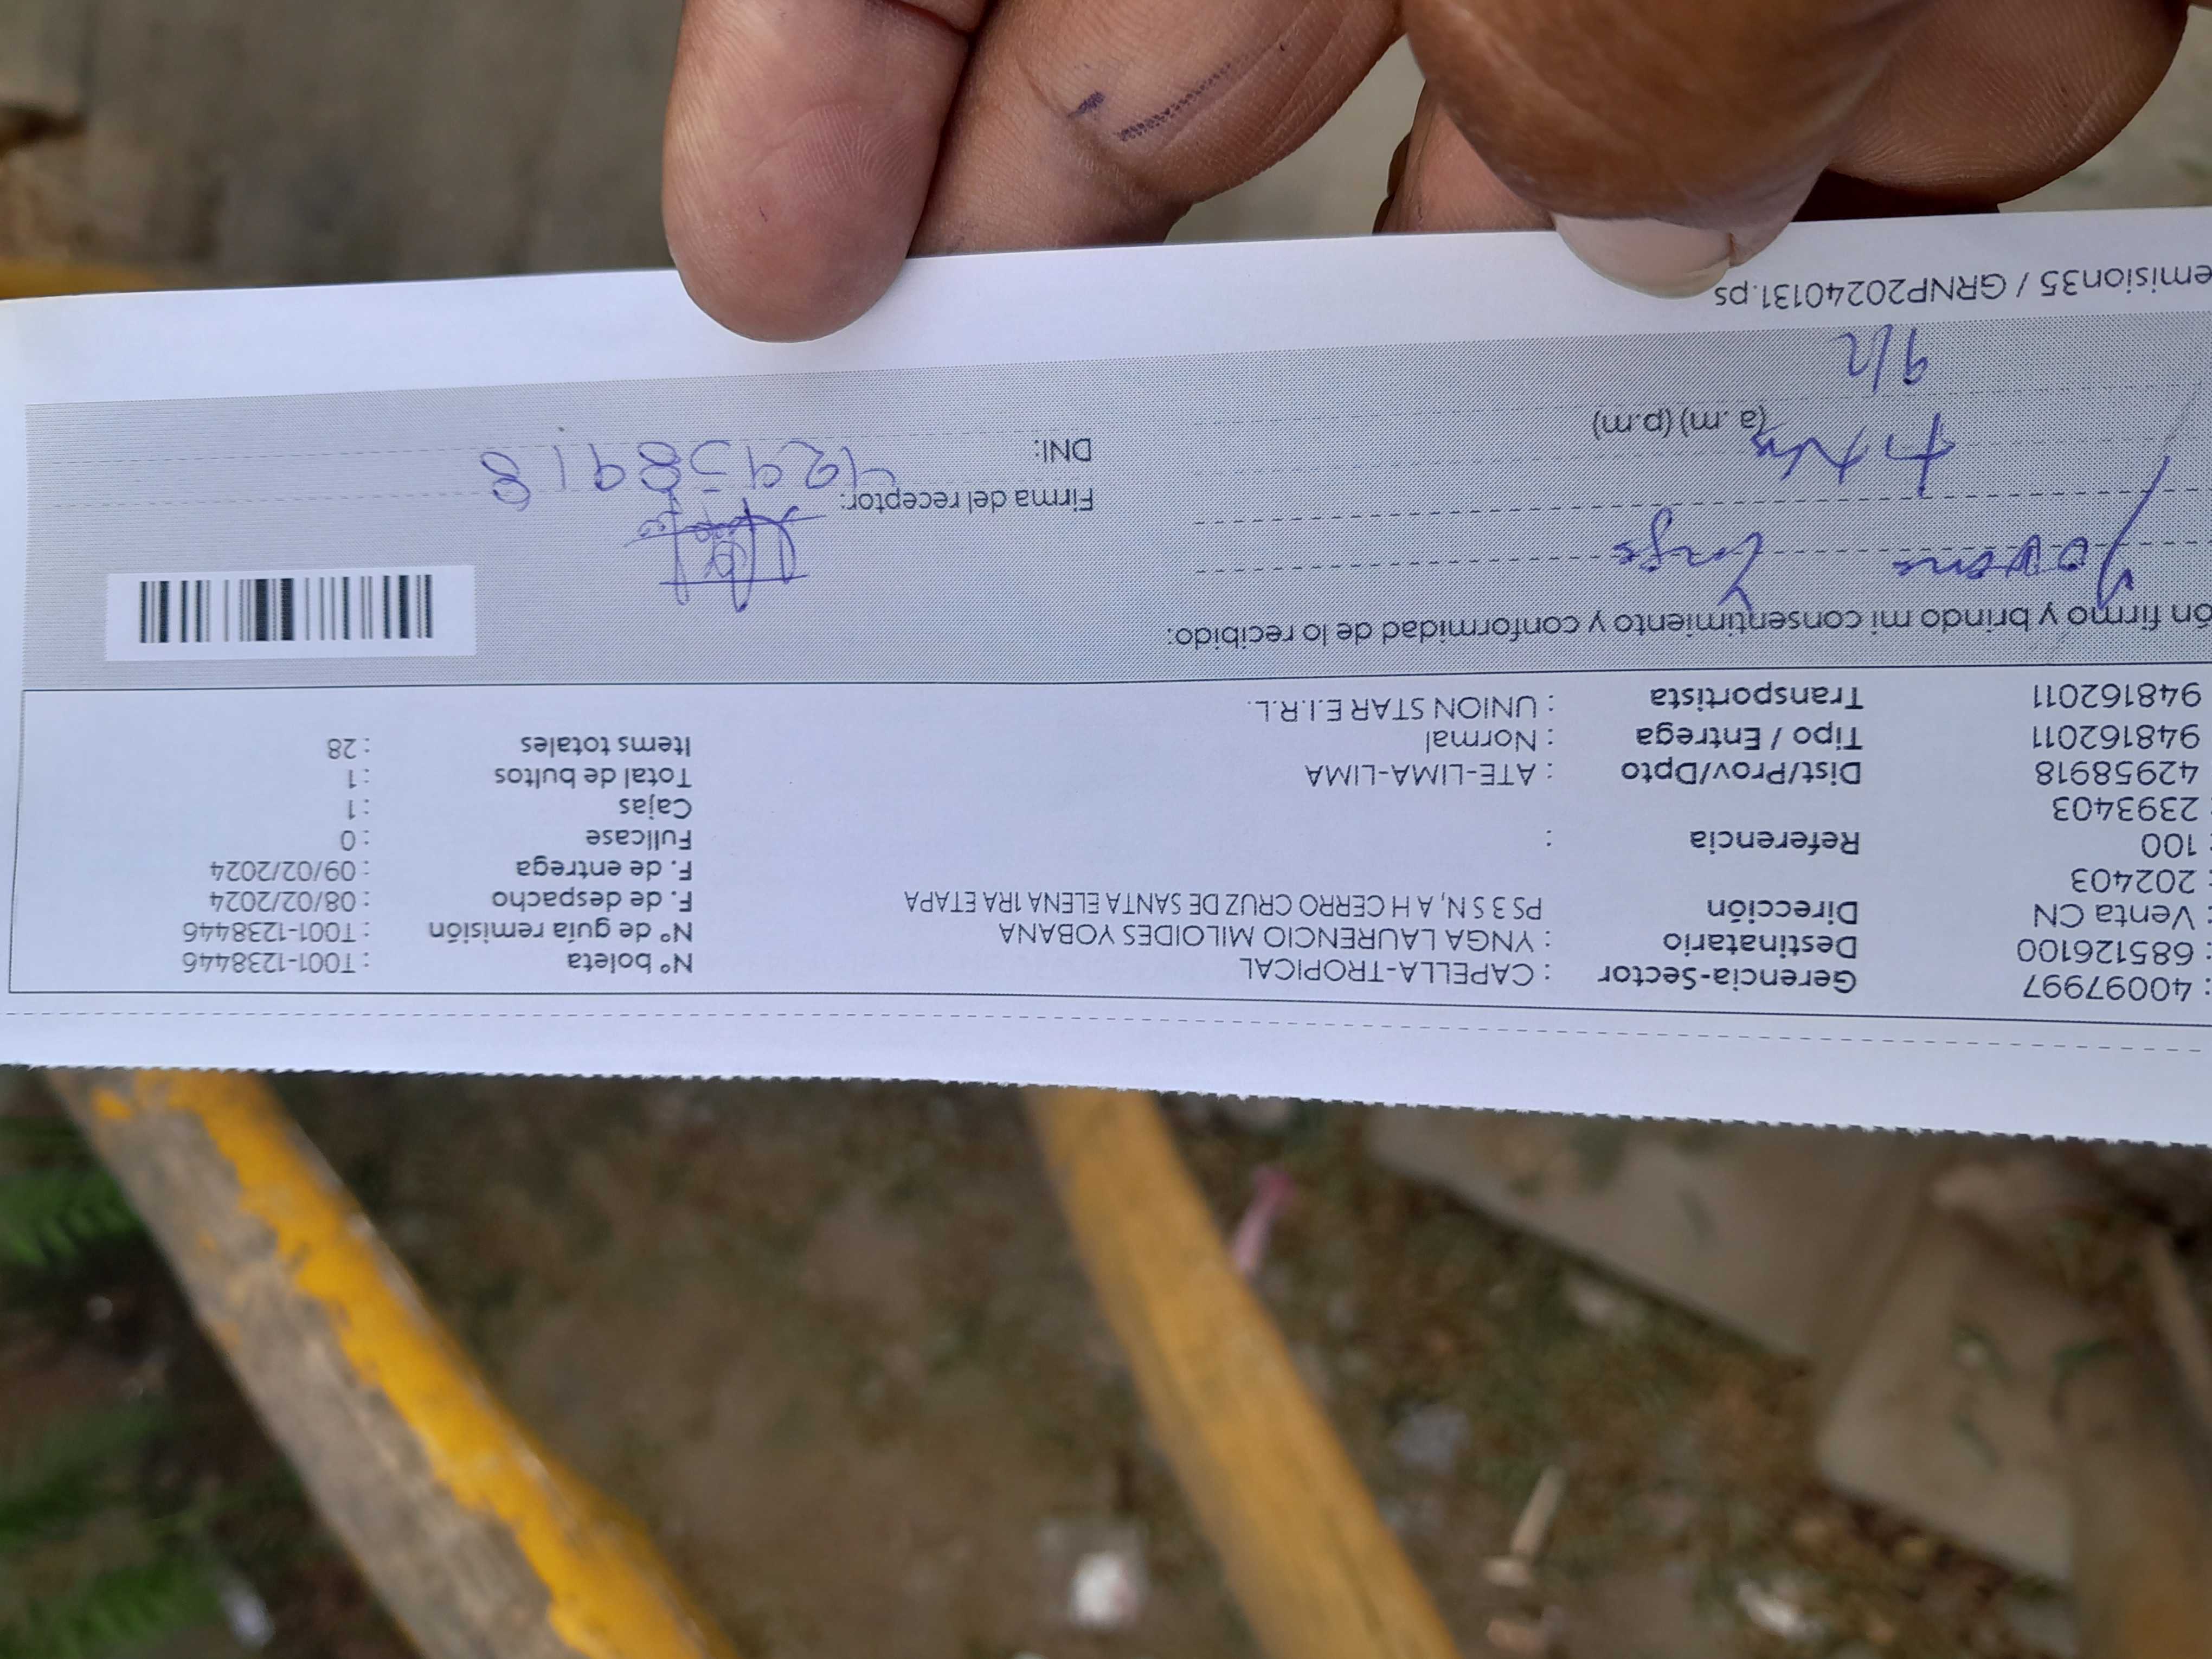 : 40097997 Gerencia-Sector : CAPELLA-TROPICAL N° boleta : T001-1238446
: 685126100 Destinatario : YNGA LAURENCIO MILOIDES YOBANA N° de guía remisión : T001-1238446
: Venta CN Dirección PS 3 S N, A H CERRO CRUZ DE SANTA ELENA 1RA ETAPA F. de despacho : 08/02/2024
: 202403 F. de entrega : 09/02/2024
: 100 Referencia : Fullcase : 0
: 2393403 Cajas : 1
42958918 Dist/Prov/Dpto : ATE-LIMA-LIMA Total de bultos : 1
948162011 Tipo / Entrega : Normal Items totales : 28
948162011 Transportista : UNION STAR E.I.R.L.
ón firmo y brindo mi consentimiento y conformidad de lo recibido:
Firma del receptor:
DNI: 42958918
(a. m) (p.m)
9/2
emision35 / GRNP20240131.ps